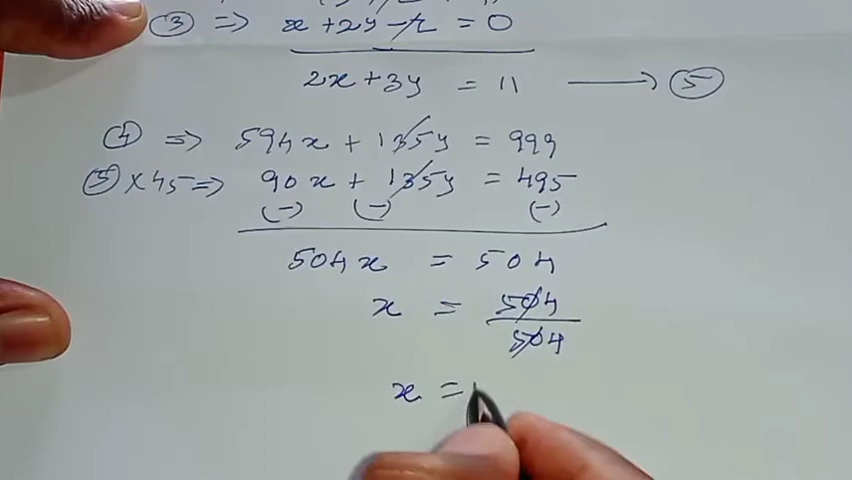 ③ => x + 2y - z = 0
2x + 3y = 11 ⟶ ⑤
④ => 594x + 135y = 999
⑤ × 45 => 90x + 135y = 495
(-) (-) (-)
504x = 504
x = 504/504
x =